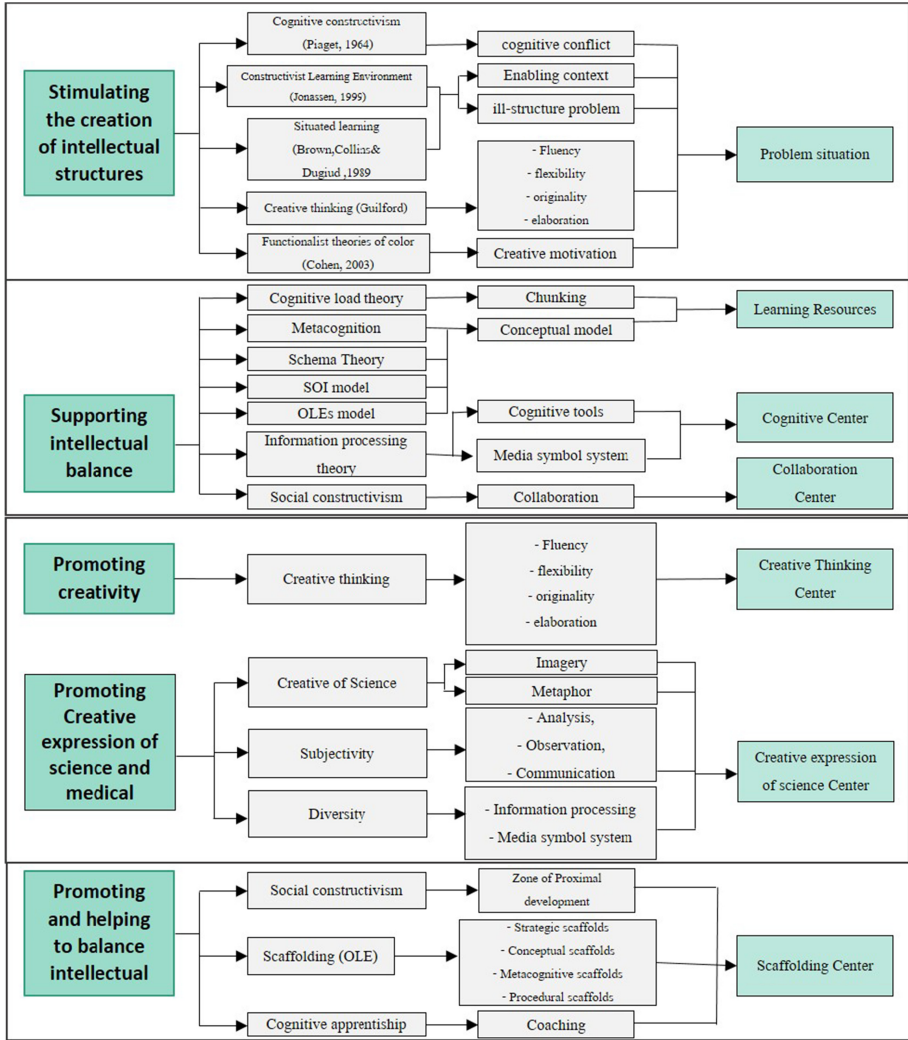 Stimulating
the creation
of intellectual
structures
Cognitive constructivism
(Piaget, 1964)
cognitive conflict
Constructivist Learning Environment
(Jonassen, 1999)
Enabling context
ill-structure problem
Situated learning
(Brown,Collins&
Dugiud ,1989
Creative thinking (Guilford)
- Fluency
- flexibility
- originality
- elaboration
Functionalist theories of color
(Cohen, 2003)
Creative motivation
Problem situation
Supporting
intellectual
balance
Cognitive load theory
Chunking
Metacognition
Conceptual model
Learning Resources
Schema Theory
SOI model
OLEs model
Information processing
theory
Cognitive tools
Media symbol system
Cognitive Center
Social constructivism
Collaboration
Collaboration
Center
Promoting
creativity
Creative thinking
- Fluency
- flexibility
- originality
- elaboration
Creative Thinking
Center
Promoting
Creative
expression of
science and
medical
Creative of Science
Imagery
Metaphor
Subjectivity
- Analysis,
- Observation,
- Communication
Diversity
- Information processing
- Media symbol system
Creative expression
of science Center
Promoting
and helping
to balance
intellectual
Social constructivism
Zone of Proximal
development
Scaffolding (OLE)
- Strategic scaffolds
- Conceptual scaffolds
- Metacognitive scaffolds
- Procedural scaffolds
Cognitive apprentiship
Coaching
Scaffolding Center